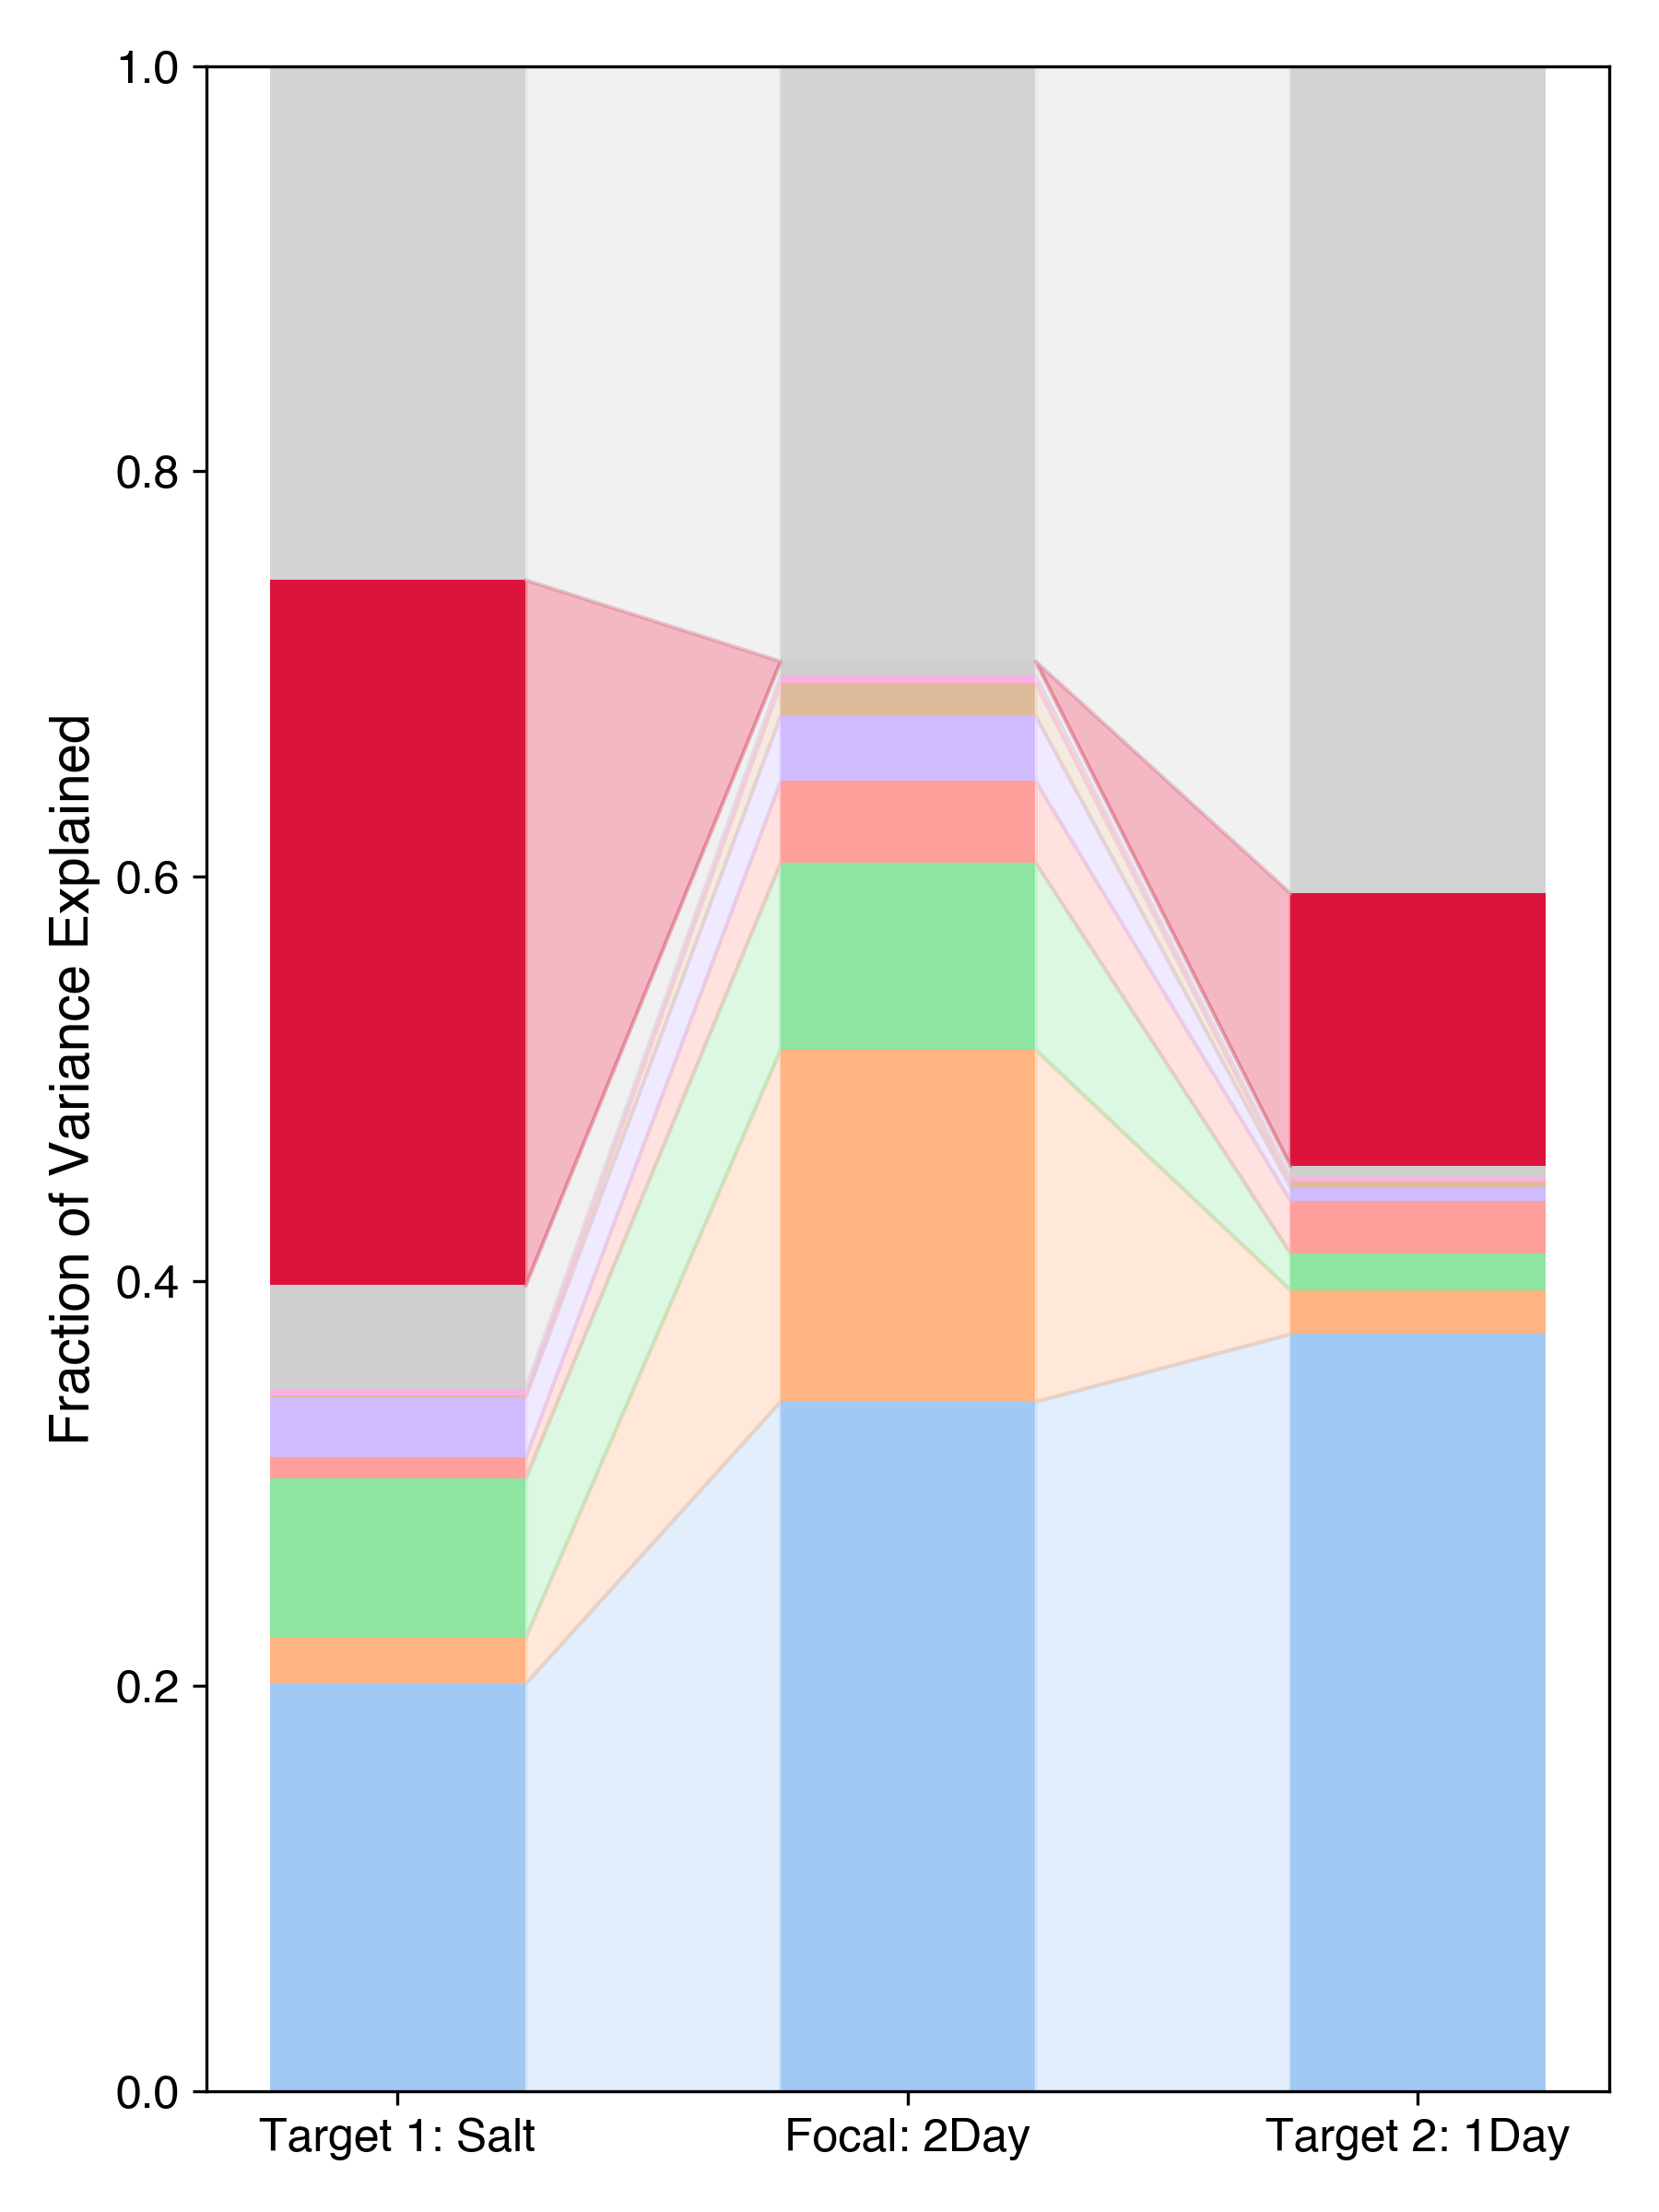 Fraction of Variance Explained
1.0
0.8
0.6
0.4
0.2
0.0
Target 1: Salt
Focal: 2Day
Target 2: 1Day